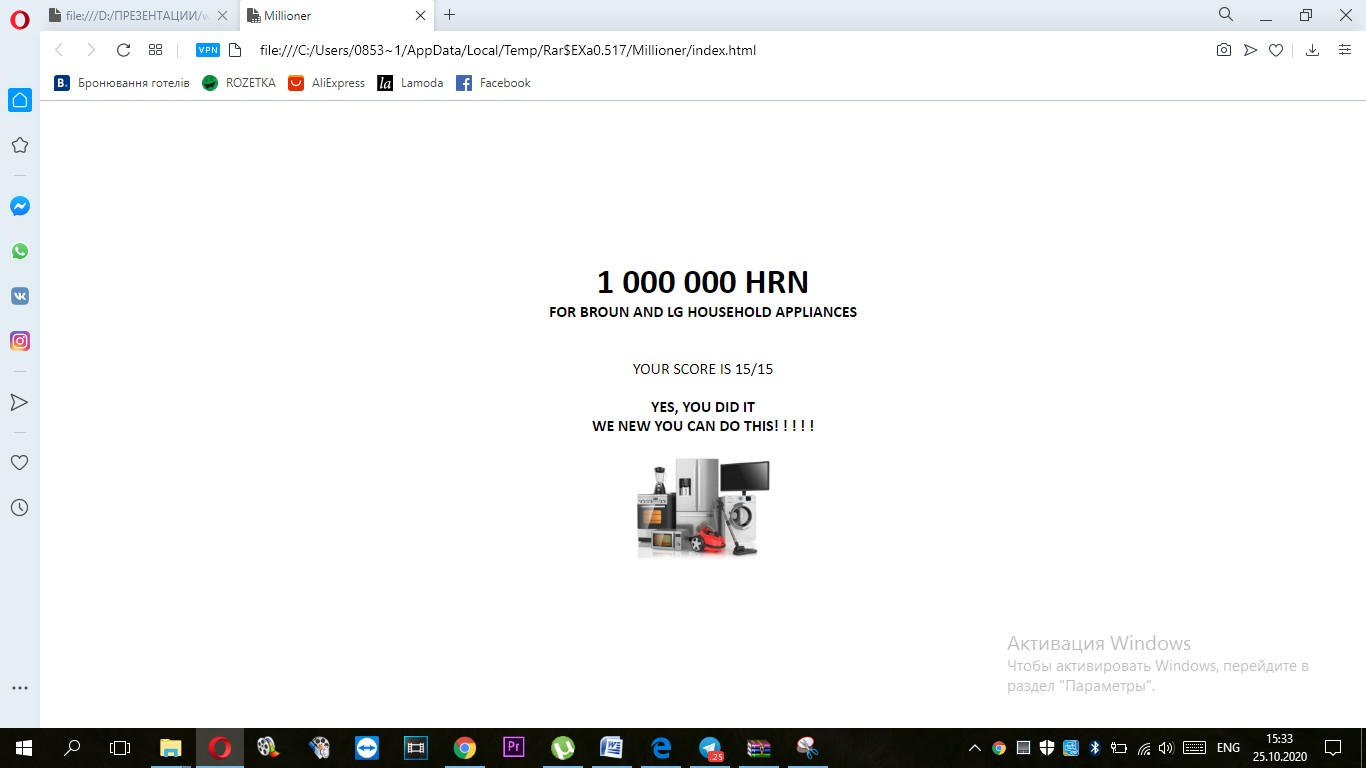 file:///D:/ПРЕЗЕНТАЦИИ/w
Millioner
VPN
file:///C:/Users/0853~1/AppData/Local/Temp/Rar$EXa0.517/Millioner/index.html
B. Бронювання готелів
ROZETKA
AliExpress
la Lamoda
Facebook
1 000 000 HRN
FOR BROUN AND LG HOUSEHOLD APPLIANCES
YOUR SCORE IS 15/15
YES, YOU DID IT
WE NEW YOU CAN DO THIS! ! ! ! !
Активация Windows
Чтобы активировать Windows, перейдите в
раздел "Параметры".
Pr
25
ENG
15:33
25.10.2020